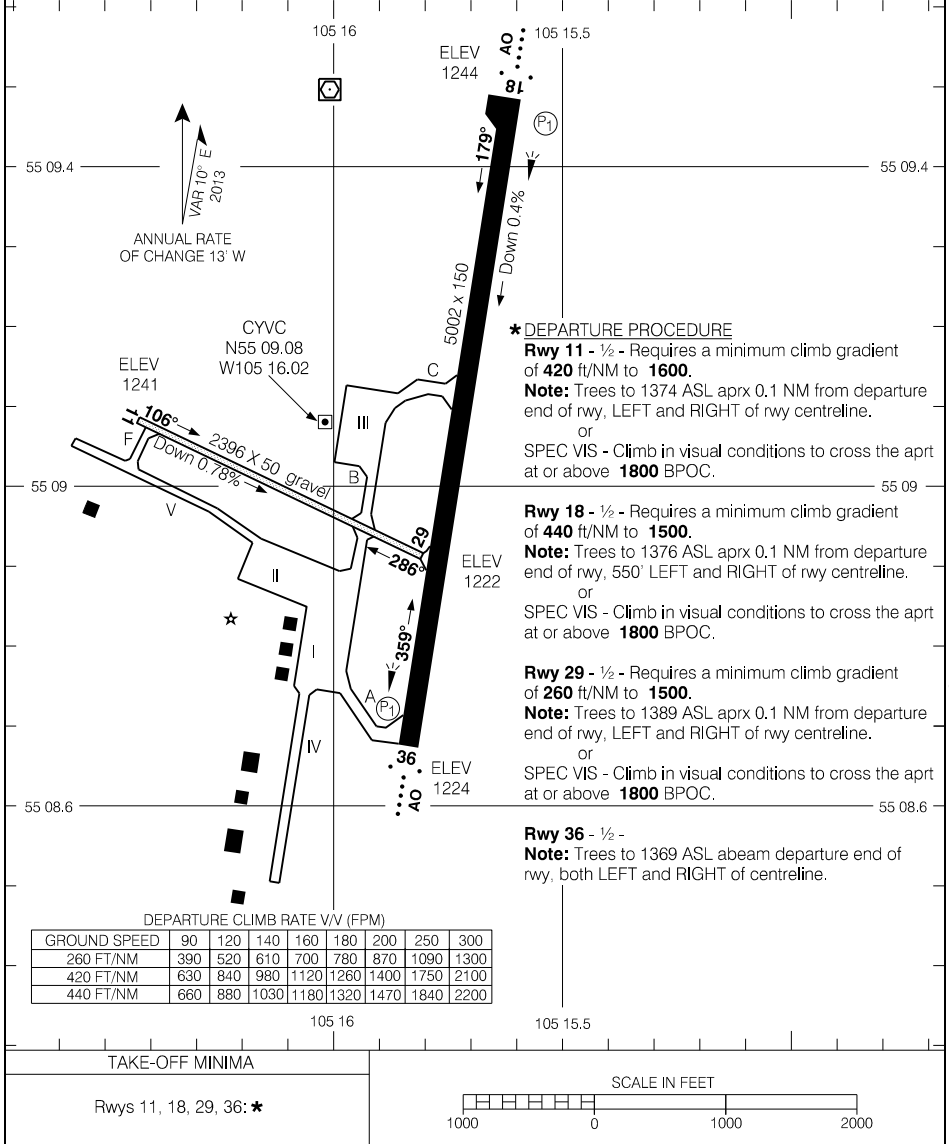 105 16
105 15.5
ELEV
1244
AO
18
P1
179°
55 09.4
55 09.4
VAR 10° E
2013
ANNUAL RATE
OF CHANGE 13' W
Down 0.4%
5002 x 150
CYVC
N55 09.08
W105 16.02
ELEV
1241
11
106°
2396 X 50 gravel
Down 0.78%
F
V
C
III
B
55 09
55 09
29
286°
ELEV
1222
II
I
359°
A
P1
IV
36
ELEV
1224
AO
55 08.6
55 08.6
* DEPARTURE PROCEDURE
Rwy 11 - ½ - Requires a minimum climb gradient
of 420 ft/NM to 1600.
Note: Trees to 1374 ASL aprx 0.1 NM from departure
end of rwy, LEFT and RIGHT of rwy centreline.
or
SPEC VIS - Climb in visual conditions to cross the aprt
at or above 1800 BPOC.
Rwy 18 - ½ - Requires a minimum climb gradient
of 440 ft/NM to 1500.
Note: Trees to 1376 ASL aprx 0.1 NM from departure
end of rwy, 550' LEFT and RIGHT of rwy centreline.
or
SPEC VIS - Climb in visual conditions to cross the aprt
at or above 1800 BPOC.
Rwy 29 - ½ - Requires a minimum climb gradient
of 260 ft/NM to 1500.
Note: Trees to 1389 ASL aprx 0.1 NM from departure
end of rwy, LEFT and RIGHT of rwy centreline.
or
SPEC VIS - Climb in visual conditions to cross the aprt
at or above 1800 BPOC.
Rwy 36 - ½ -
Note: Trees to 1369 ASL abeam departure end of
rwy, both LEFT and RIGHT of centreline.
DEPARTURE CLIMB RATE V/V (FPM)
GROUND SPEED 90 120 140 160 180 200 250 300
260 FT/NM 390 520 610 700 780 870 1090 1300
420 FT/NM 630 840 980 1120 1260 1400 1750 2100
440 FT/NM 660 880 1030 1180 1320 1470 1840 2200
105 16
105 15.5
TAKE-OFF MINIMA
Rwys 11, 18, 29, 36: *
SCALE IN FEET
1000 0 1000 2000